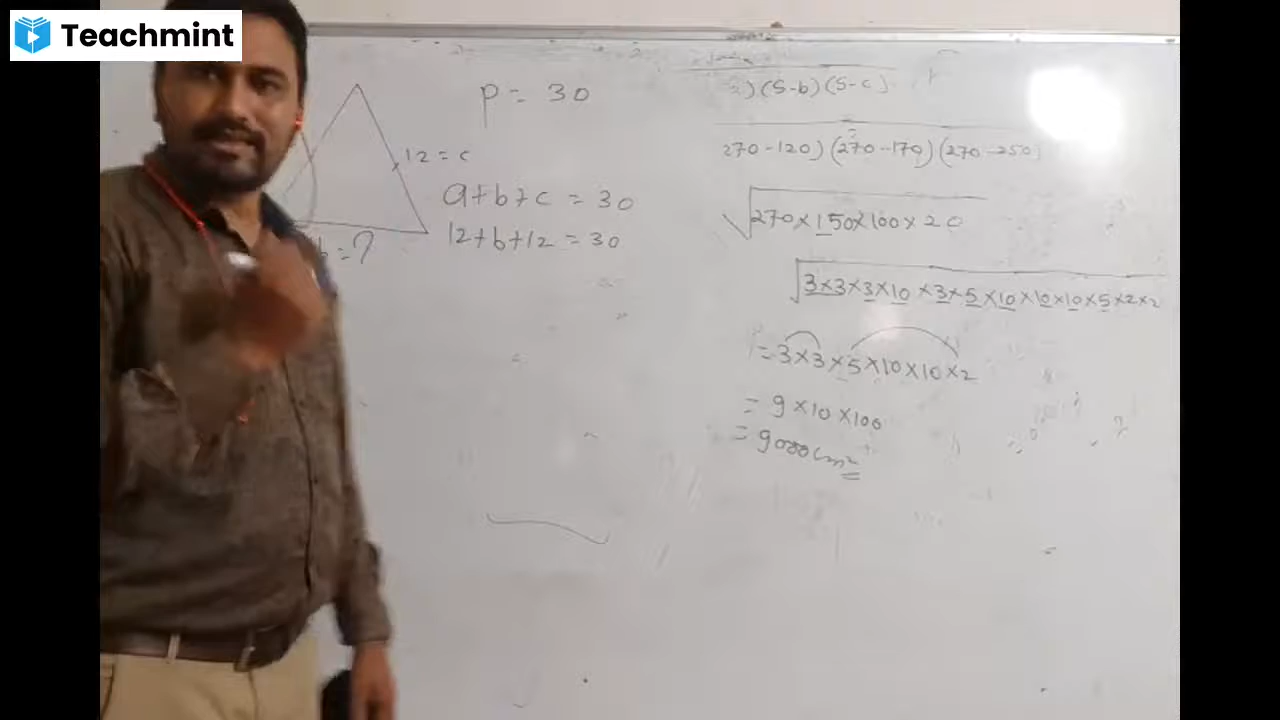 Teachmint
p = 30
12 = c
a+b+c = 30
12+b+12 = 30
b = ?
)(s-b)(s-c)
270-120)(270-170)(270-250)
√270×150×100×20
√3×3×3×10×3×5×10×10×10×5×2×2
= 3×3×5×10×10×2
= 9×10×100
= 9000cm²